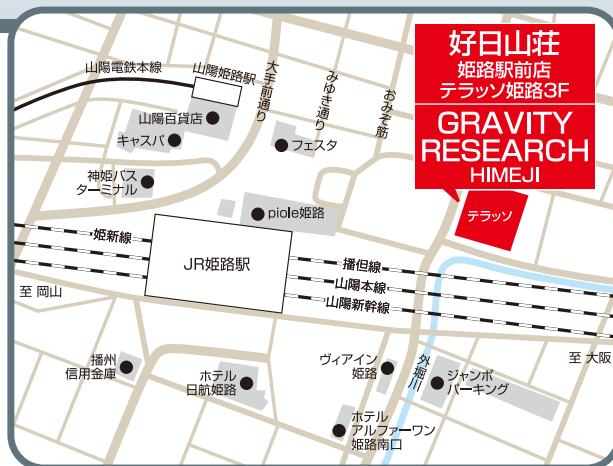 好日山荘
姫路駅前店
テラッソ姫路3F
GRAVITY
RESEARCH
HIMEJI
テラッソ
山陽電鉄本線
山陽姫路駅
大手前通り
みゆき通り
おみぞ筋
山陽百貨店
キャスパ
フェスタ
神姫バス
ターミナル
piole姫路
姫新線
JR姫路駅
播但線
山陽本線
山陽新幹線
至 岡山
至 大阪
播州
信用金庫
ホテル
日航姫路
ヴィアイン
姫路
外堀川
ジャンボ
パーキング
ホテル
アルファーワン
姫路南口